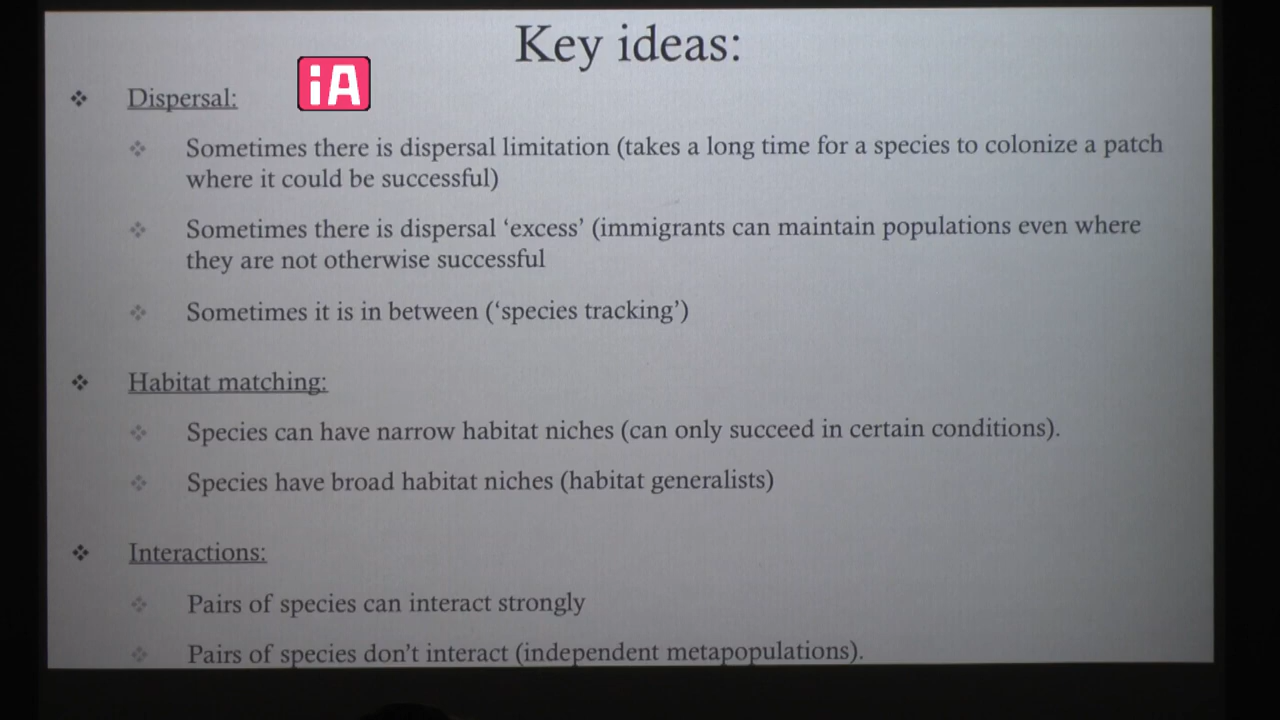 Key ideas:
iA
Dispersal:
Sometimes there is dispersal limitation (takes a long time for a species to colonize a patch
where it could be successful)
Sometimes there is dispersal ‘excess’ (immigrants can maintain populations even where
they are not otherwise successful
Sometimes it is in between (‘species tracking’)
Habitat matching:
Species can have narrow habitat niches (can only succeed in certain conditions).
Species have broad habitat niches (habitat generalists)
Interactions:
Pairs of species can interact strongly
Pairs of species don’t interact (independent metapopulations).